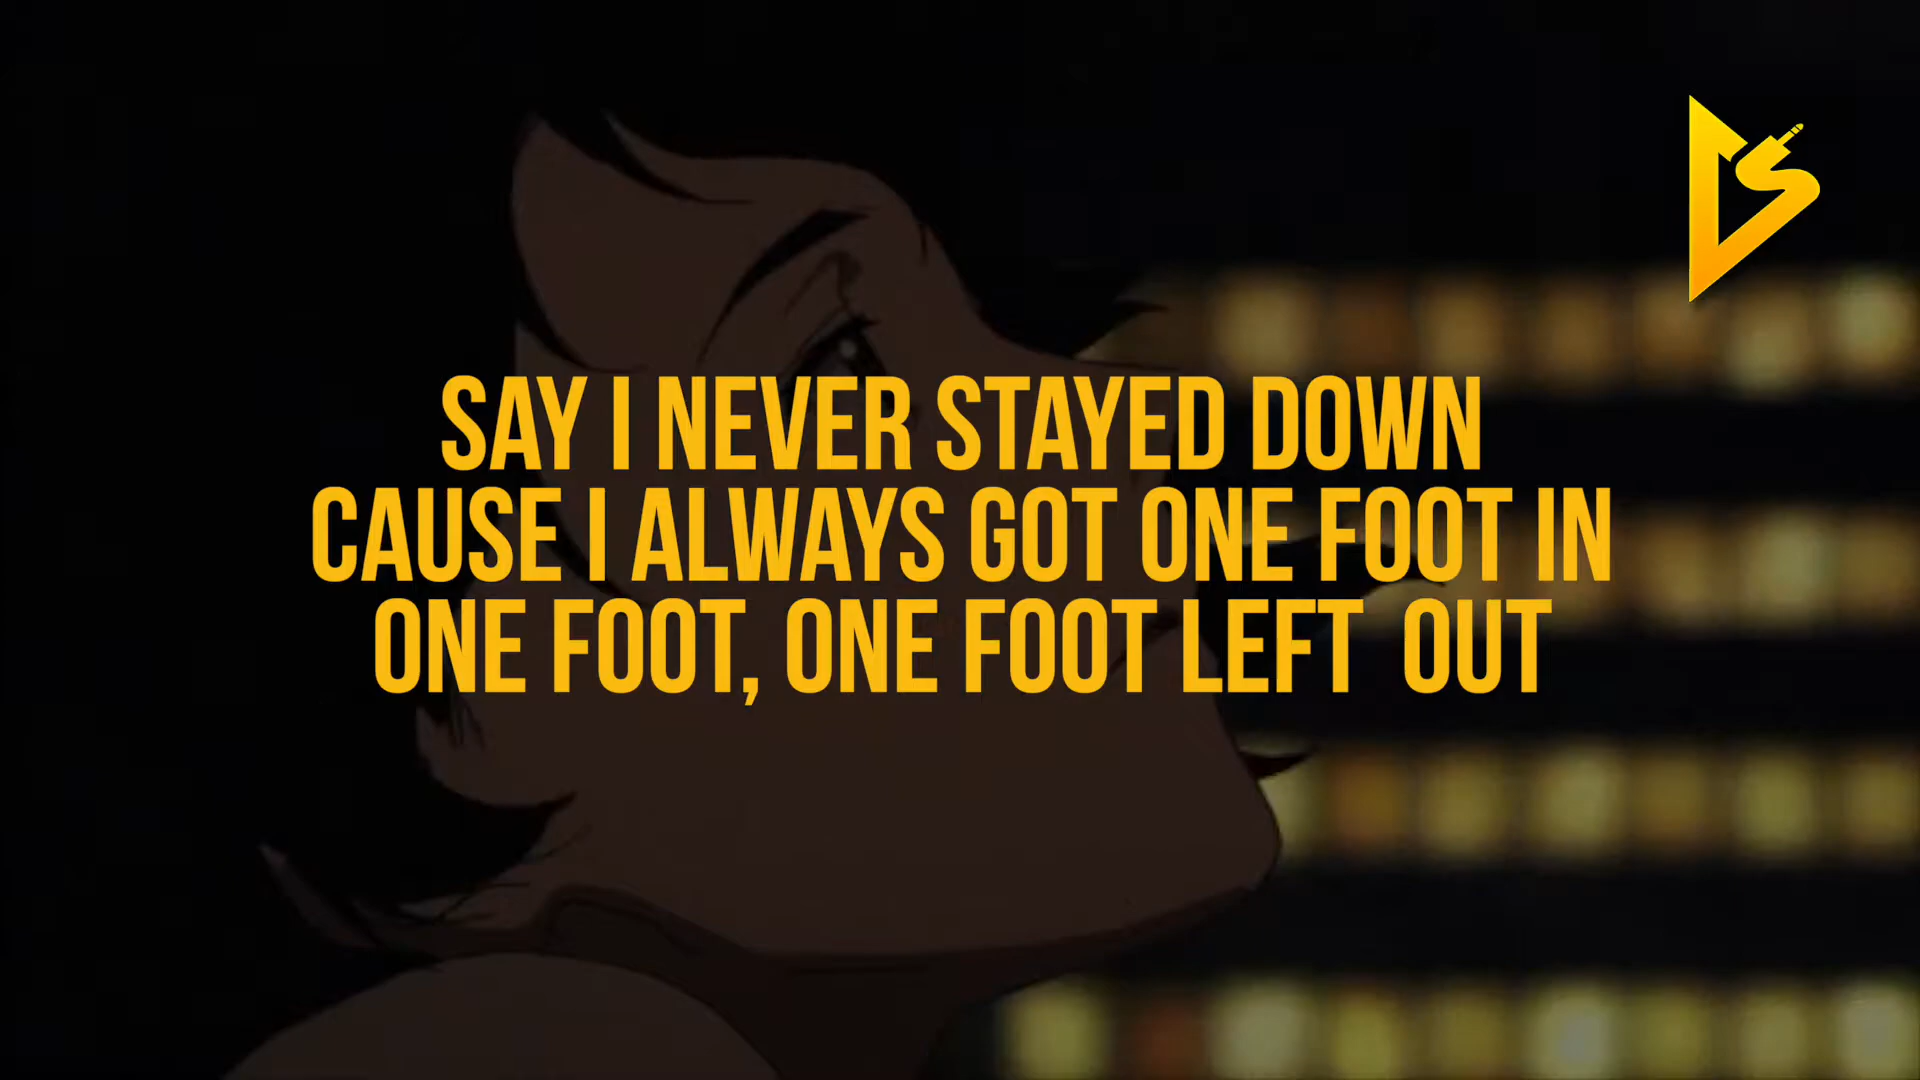 SAY I NEVER STAYED DOWN
CAUSE I ALWAYS GOT ONE FOOT IN
ONE FOOT, ONE FOOT LEFT OUT